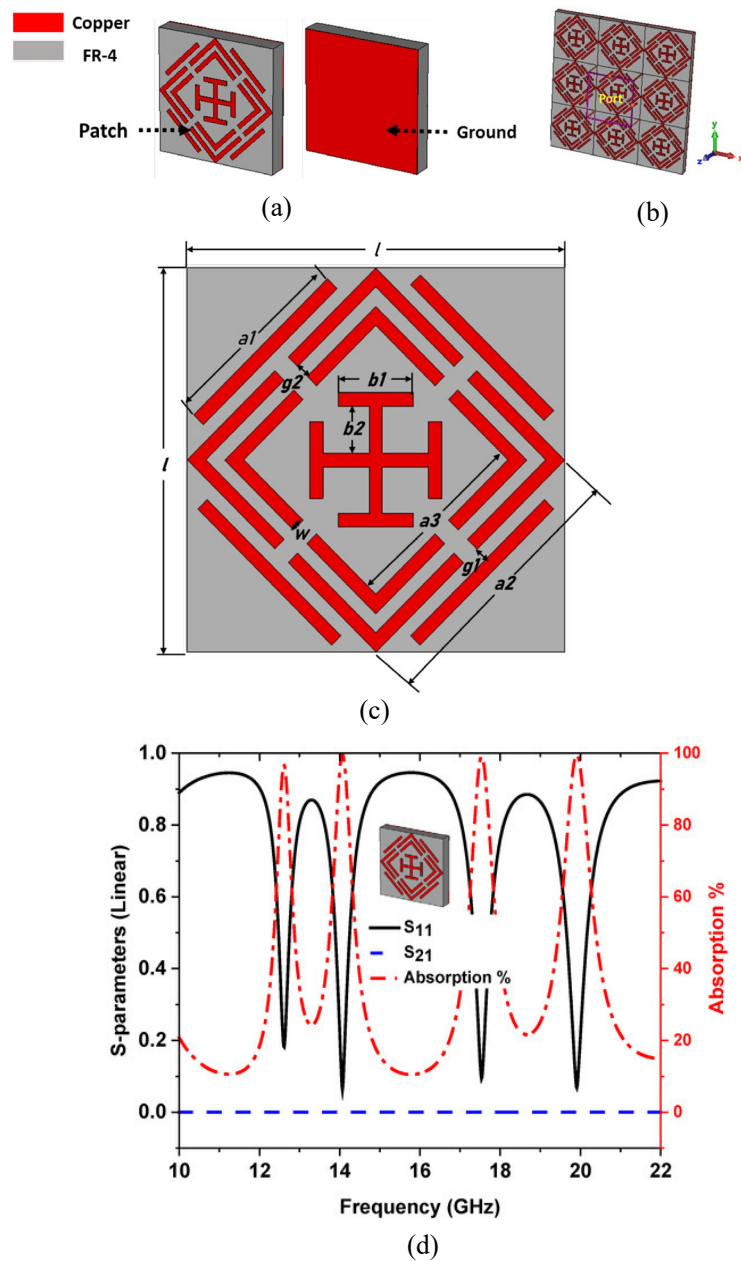 Copper
FR-4
Patch
Ground
(a)
Port
y
z
x
(b)
l
l
a1
g2
b1
b2
w
a3
g1
a2
(c)
S-parameters (Linear)
1.0
0.8
0.6
0.4
0.2
0.0
S11
S21
Absorption %
100
80
60
40
20
0
Absorption %
10 12 14 16 18 20 22
Frequency (GHz)
(d)